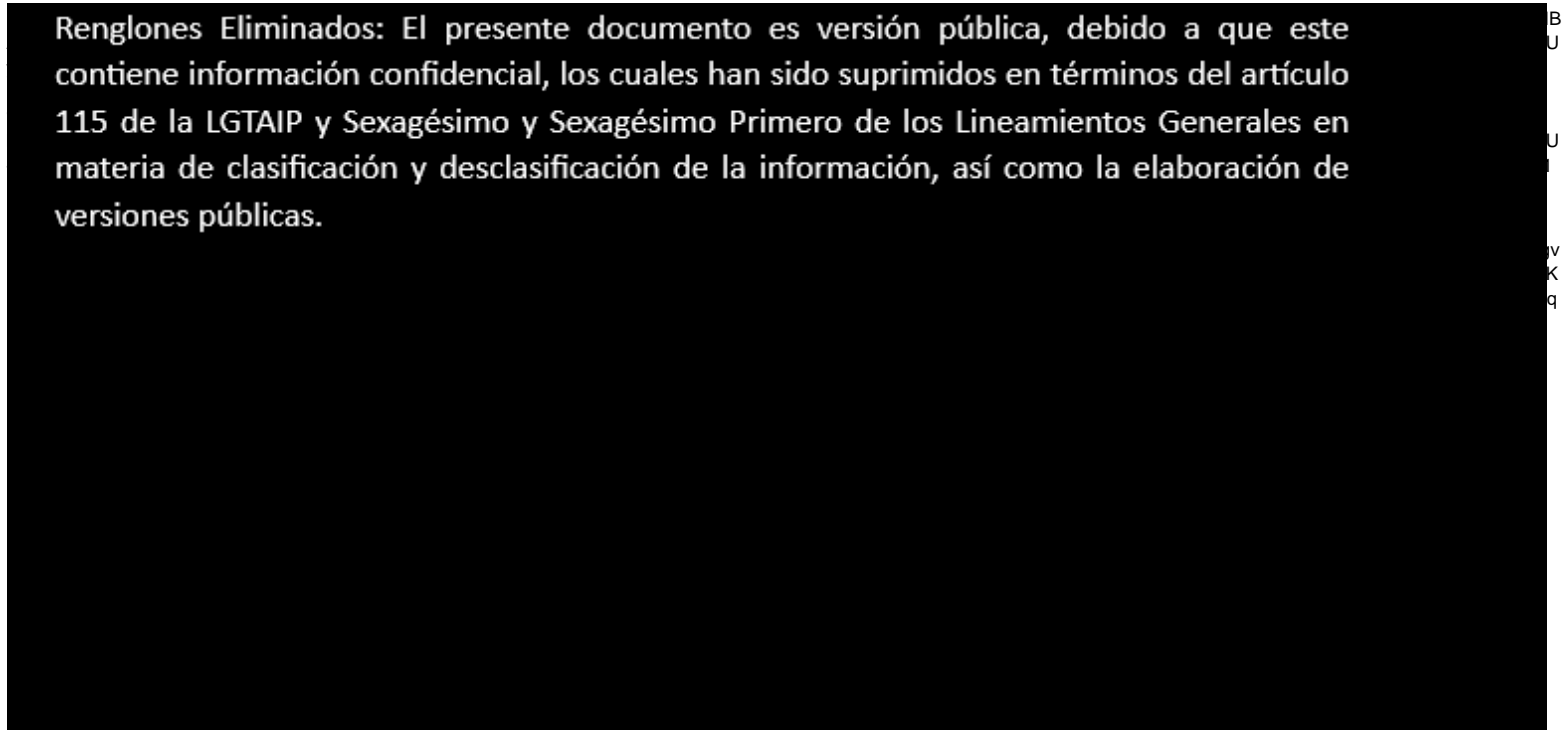 Renglones Eliminados: El presente documento es versión pública, debido a que este
contiene información confidencial, los cuales han sido suprimidos en términos del artículo
115 de la LGTAIP y Sexagésimo y Sexagésimo Primero de los Lineamientos Generales en
materia de clasificación y desclasificación de la información, así como la elaboración de
versiones públicas.
B
U
U
v
K
q